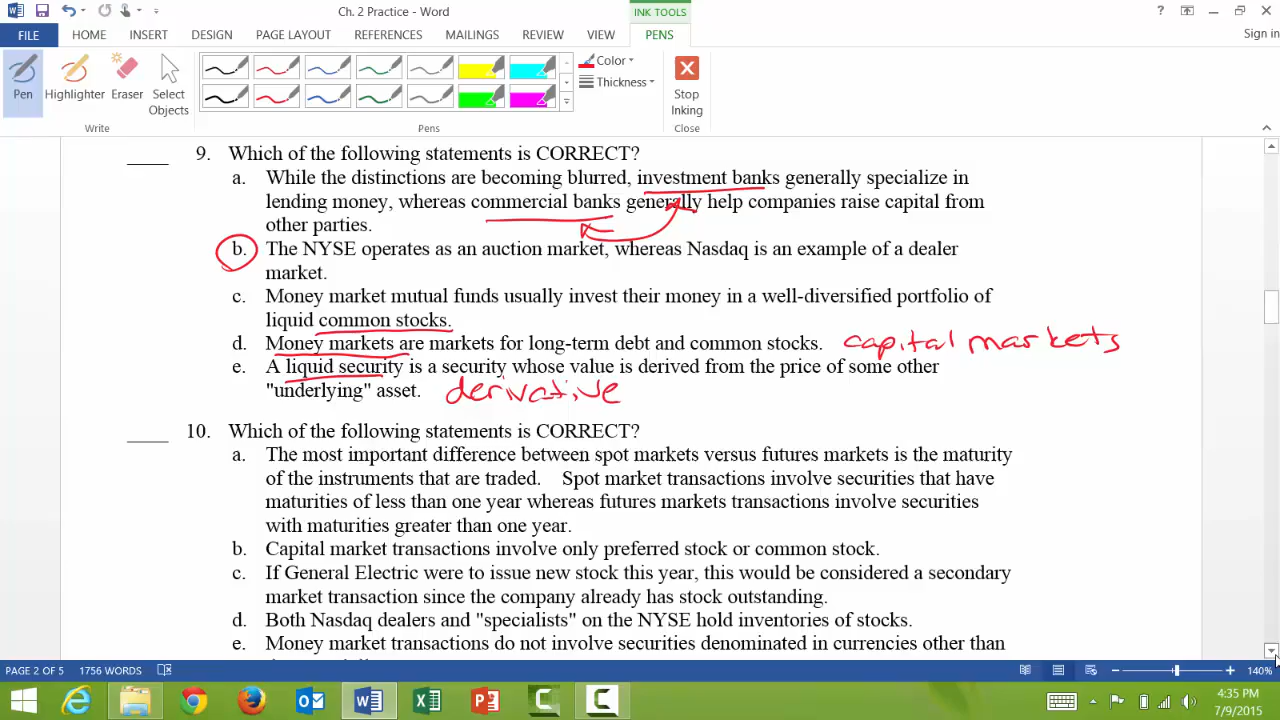 Ch. 2 Practice - Word
INK TOOLS
? 
FILE HOME INSERT DESIGN PAGE LAYOUT REFERENCES MAILINGS REVIEW VIEW PENS Sign in
Pen Highlighter Eraser Select Objects
Color
Thickness
Stop Inking
Write Pens Close
____ 9. Which of the following statements is CORRECT?
a. While the distinctions are becoming blurred, investment banks generally specialize in
lending money, whereas commercial banks generally help companies raise capital from
other parties.
b. The NYSE operates as an auction market, whereas Nasdaq is an example of a dealer
market.
c. Money market mutual funds usually invest their money in a well-diversified portfolio of
liquid common stocks.
d. Money markets are markets for long-term debt and common stocks. capital markets
e. A liquid security is a security whose value is derived from the price of some other
"underlying" asset. derivative
____ 10. Which of the following statements is CORRECT?
a. The most important difference between spot markets versus futures markets is the maturity
of the instruments that are traded. Spot market transactions involve securities that have
maturities of less than one year whereas futures markets transactions involve securities
with maturities greater than one year.
b. Capital market transactions involve only preferred stock or common stock.
c. If General Electric were to issue new stock this year, this would be considered a secondary
market transaction since the company already has stock outstanding.
d. Both Nasdaq dealers and "specialists" on the NYSE hold inventories of stocks.
e. Money market transactions do not involve securities denominated in currencies other than
PAGE 2 OF 5 1756 WORDS 140%
4:35 PM
7/9/2015